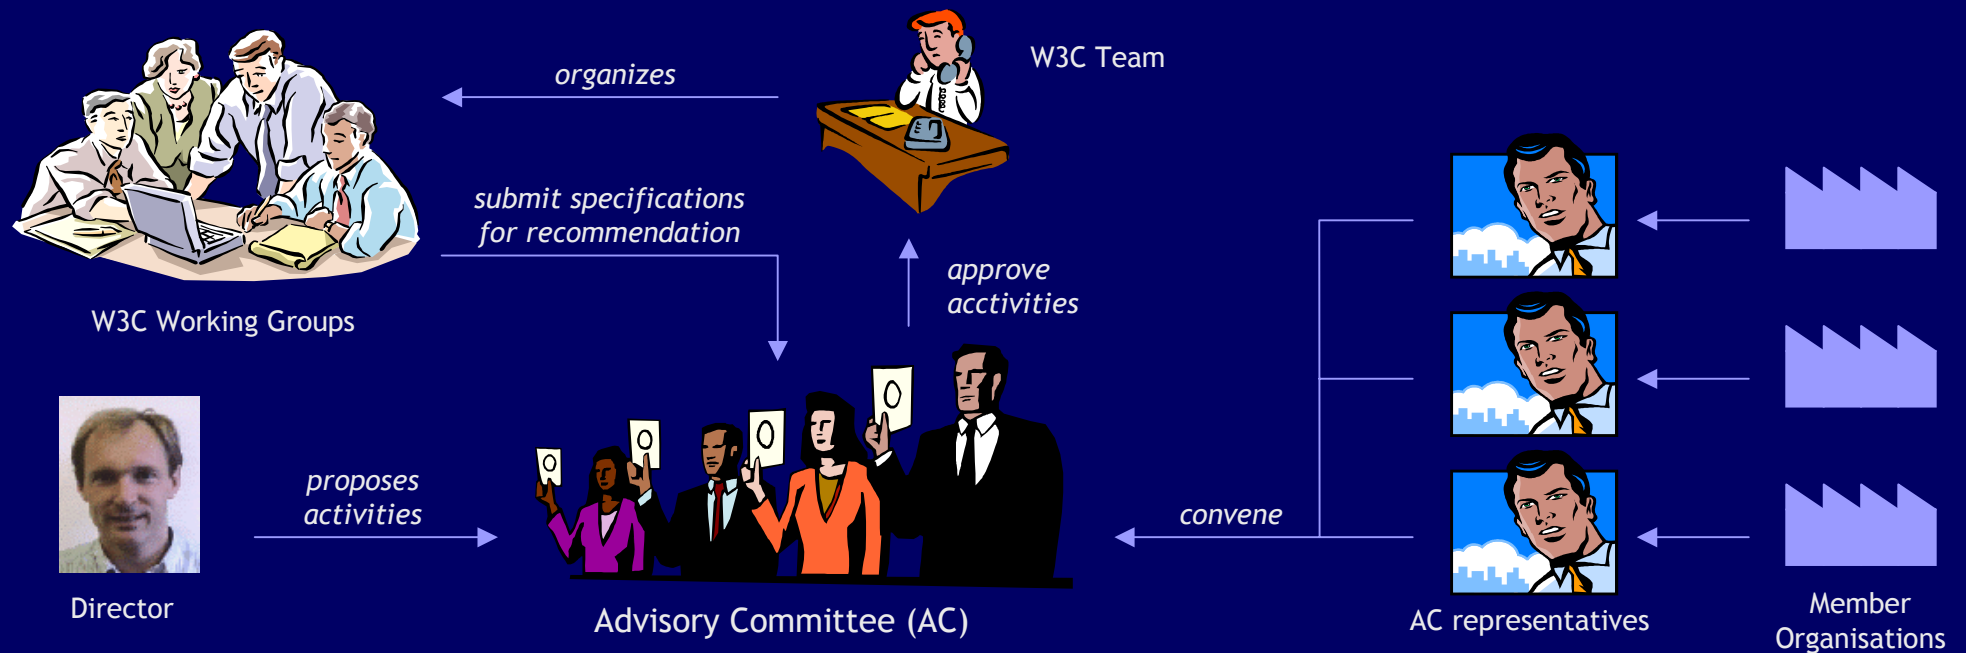 W3C Team
organizes
submit specifications
for recommendation
approve
acctivities
W3C Working Groups
proposes
activities
convene
Director
Advisory Committee (AC)
AC representatives
Member
Organisations